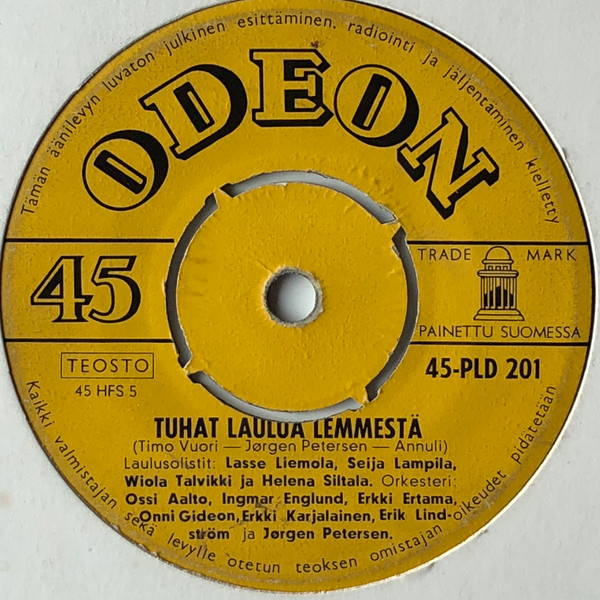 Tämän äänilevyn luvaton julkinen esittäminen, radiointi ja jäljentäminen kielletty
ODEON
45
TRADE MARK
PAINETTU SUOMESSA
TEOSTO
45 HFS 5
45-PLD 201
TUHAT LAULUA LEMMESTÄ
(Timo Vuori — Jørgen Petersen — Annuli)
Laulusolistit: Lasse Liemola, Seija Lampila,
Wiola Talvikki ja Helena Siltala. Orkesteri:
Ossi Aalto, Ingmar Englund, Erkki Ertama,
Onni Gideon, Erkki Karjalainen, Erik Lind-
ström ja Jørgen Petersen.
Kaikki valmistajan sekä levylle otetun teoksen omistajan oikeudet pidätetään